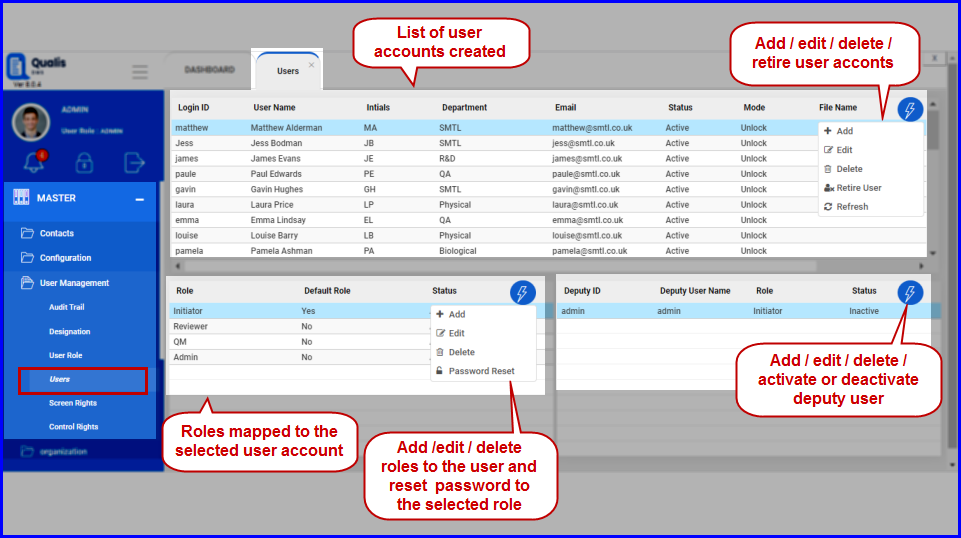 List of user
accounts created
Add / edit / delete /
retire user acconts
Qualis
Ver 8.0.4
DASHBOARD
Users
x
ADMIN
User Role : ADMIN
MASTER
Contacts
Configuration
User Management
Audit Trail
Designation
User Role
Users
Screen Rights
Control Rights
organization
Login ID User Name Intials Department Email Status Mode File Name
matthew Matthew Alderman MA SMTL matthew@smtl.co.uk Active Unlock
Jess Jess Bodman JB SMTL jess@smtl.co.uk Active Unlock
james James Evans JE R&D james@smtl.co.uk Active Unlock
paule Paul Edwards PE QA paule@smtl.co.uk Active Unlock
gavin Gavin Hughes GH SMTL gavin@smtl.co.uk Active Unlock
laura Laura Price LP Physical laura@smtl.co.uk Active Unlock
emma Emma Lindsay EL QA emma@smtl.co.uk Active Unlock
louise Louise Barry LB Physical louise@smtl.co.uk Active Unlock
pamela Pamela Ashman PA Biological pamela@smtl.co.uk Active Unlock
Add
Edit
Delete
Retire User
Refresh
Role Default Role Status
Initiator Yes
Reviewer No
QM No
Admin No
Add
Edit
Delete
Password Reset
Deputy ID Deputy User Name Role Status
admin admin Initiator Inactive
Roles mapped to the
selected user account
Add /edit / delete
roles to the user and
reset password to
the selected role
Add / edit / delete /
activate or deactivate
deputy user